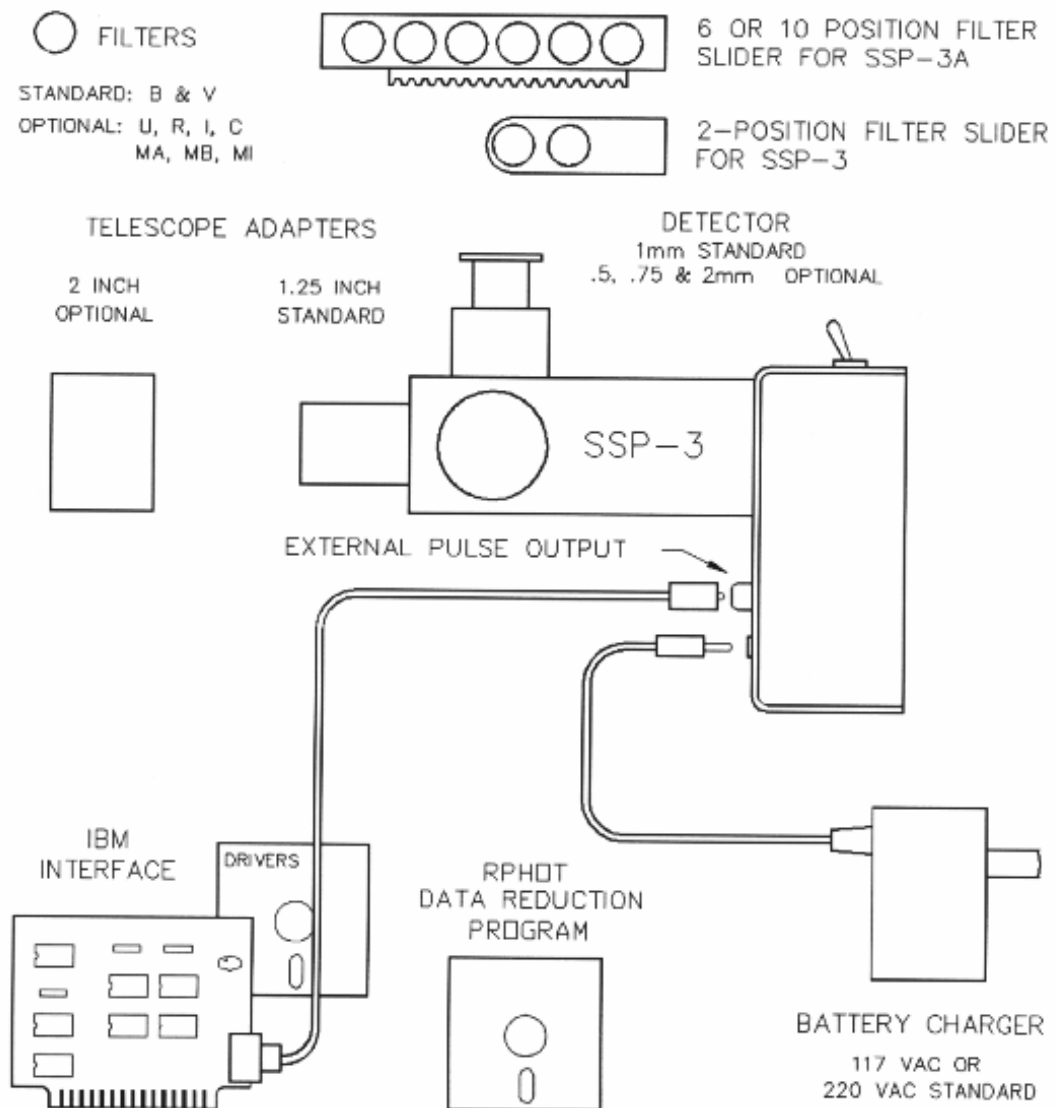 FILTERS
STANDARD: B & V
OPTIONAL: U, R, I, C
MA, MB, MI
6 OR 10 POSITION FILTER
SLIDER FOR SSP-3A
2-POSITION FILTER SLIDER
FOR SSP-3
TELESCOPE ADAPTERS
2 INCH
OPTIONAL
1.25 INCH
STANDARD
DETECTOR
1mm STANDARD
.5, .75 & 2mm OPTIONAL
SSP-3
EXTERNAL PULSE OUTPUT
IBM
INTERFACE
DRIVERS
RPHOT
DATA REDUCTION
PROGRAM
BATTERY CHARGER
117 VAC OR
220 VAC STANDARD